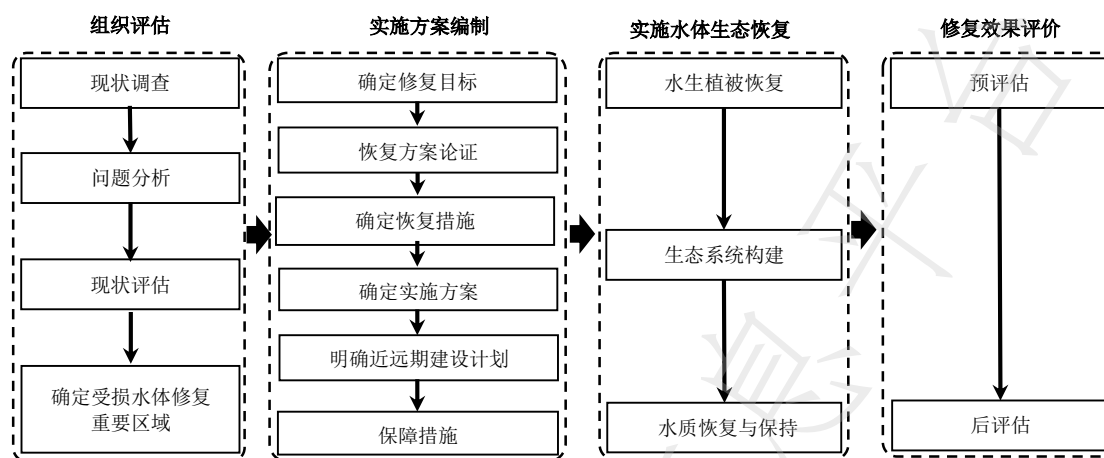 组织评估
现状调查
问题分析
现状评估
确定受损水体修复
重要区域
实施方案编制
确定修复目标
恢复方案论证
确定恢复措施
确定实施方案
明确近远期建设计划
保障措施
实施水体生态恢复
水生植被恢复
生态系统构建
水质恢复与保持
修复效果评价
预评估
后评估
息平台